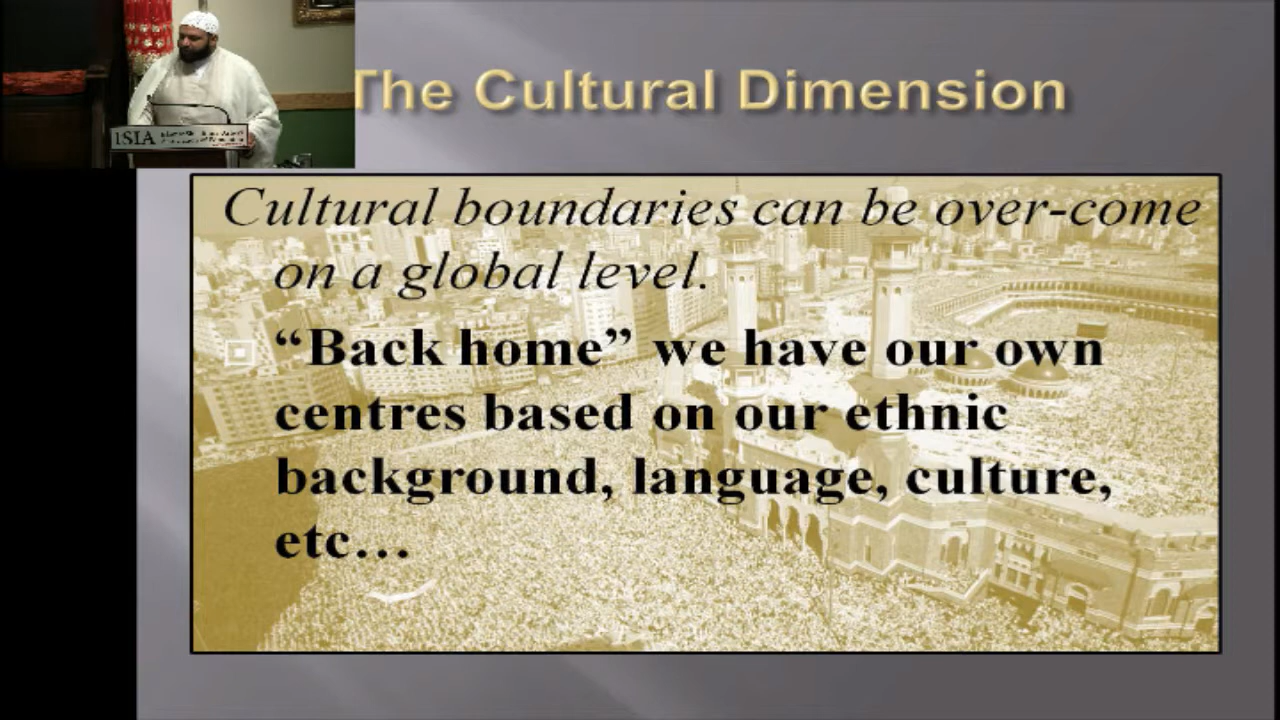 The Cultural Dimension
Cultural boundaries can be over-come
on a global level.
“Back home” we have our own
centres based on our ethnic
background, language, culture,
etc…
ISIA